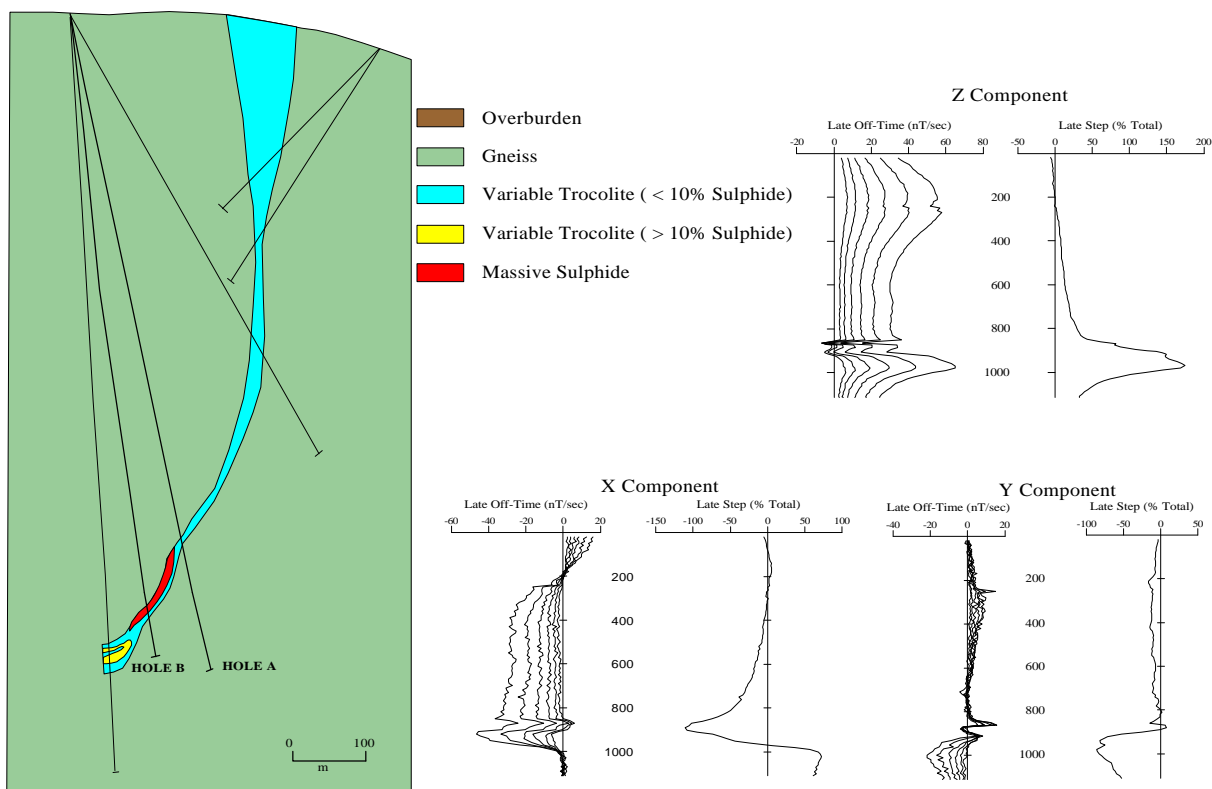 Overburden
Gneiss
Variable Trocolite ( < 10% Sulphide)
Variable Trocolite ( > 10% Sulphide)
Massive Sulphide
HOLE B
HOLE A
0 100
m
Z Component
Late Off-Time (nT/sec) Late Step (% Total)
-20 0 20 40 60 80 -50 0 50 100 150 200
200
400
600
800
1000
X Component
Late Off-Time (nT/sec) Late Step (% Total)
-60 -40 -20 0 20 -150 -100 -50 0 50 100
200
400
600
800
1000
Y Component
Late Off-Time (nT/sec) Late Step (% Total)
-40 -20 0 20 -100 -50 0 50
200
400
600
800
1000